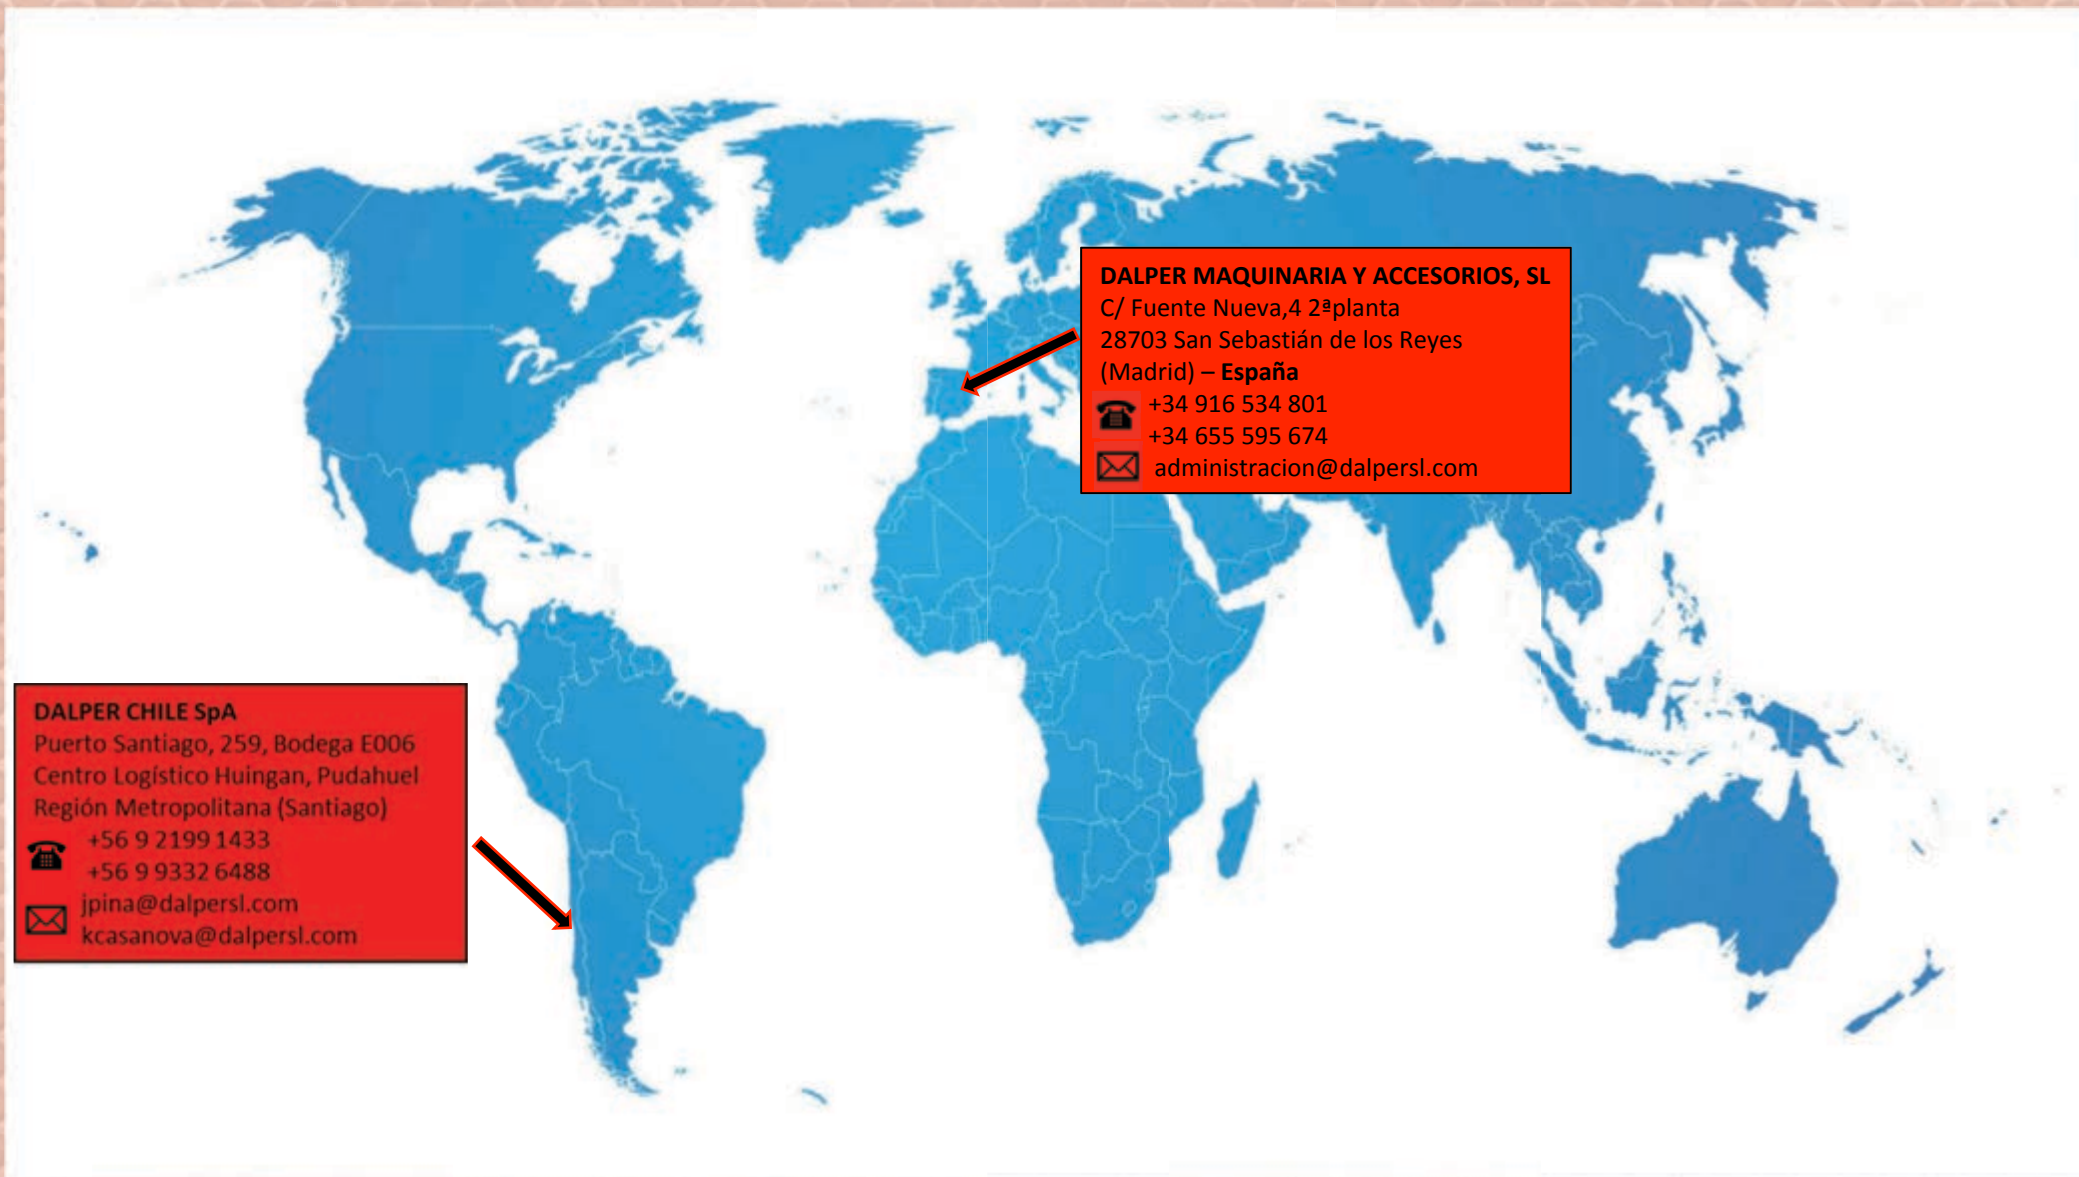 DALPER MAQUINARIA Y ACCESORIOS, SL
C/ Fuente Nueva,4 2ªplanta
28703 San Sebastián de los Reyes
(Madrid) – España
+34 916 534 801
+34 655 595 674
administracion@dalpersl.com
DALPER CHILE SpA
Puerto Santiago, 259, Bodega E006
Centro Logístico Huingan, Pudahuel
Región Metropolitana (Santiago)
+56 9 2199 1433
+56 9 9332 6488
jpina@dalpersl.com
kcasanova@dalpersl.com